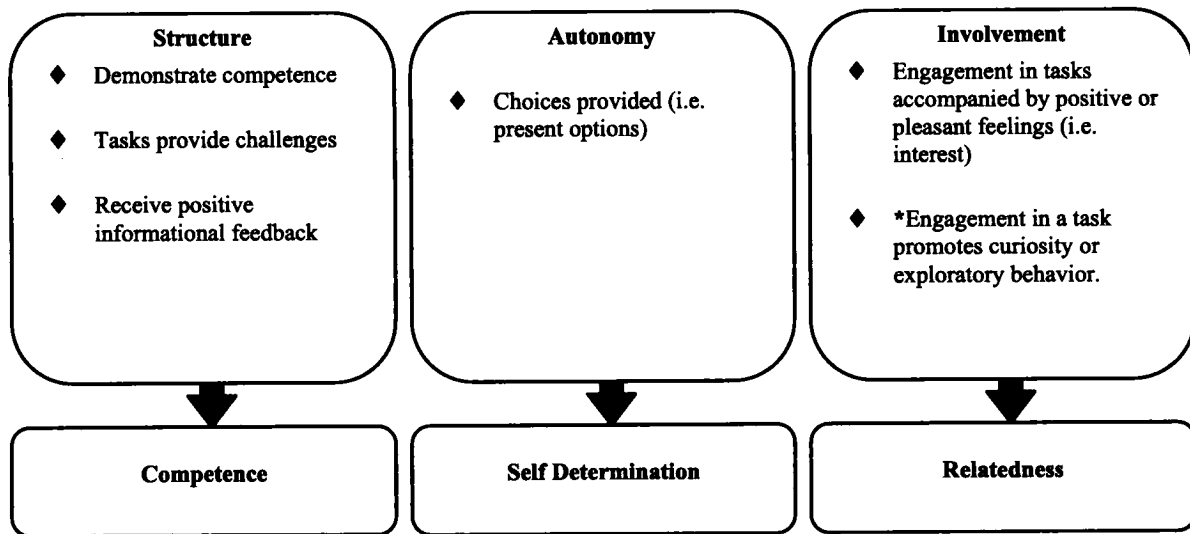 Structure
♦ Demonstrate competence
♦ Tasks provide challenges
♦ Receive positive
informational feedback
Autonomy
♦ Choices provided (i.e.
present options)
Involvement
♦ Engagement in tasks
accompanied by positive or
pleasant feelings (i.e.
interest)
♦ *Engagement in a task
promotes curiosity or
exploratory behavior.
Competence
Self Determination
Relatedness